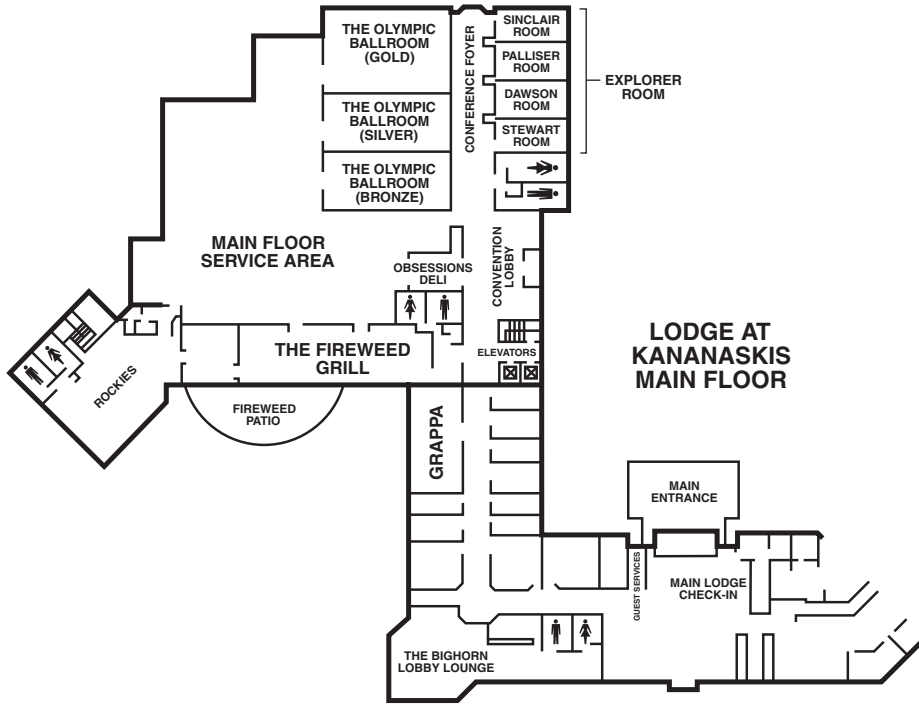 THE OLYMPIC
BALLROOM
(GOLD)
THE OLYMPIC
BALLROOM
(SILVER)
THE OLYMPIC
BALLROOM
(BRONZE)
CONFERENCE FOYER
SINCLAIR
ROOM
PALLISER
ROOM
DAWSON
ROOM
STEWART
ROOM
EXPLORER
ROOM
MAIN FLOOR
SERVICE AREA
OBSESSIONS
DELI
CONVENTION
LOBBY
ELEVATORS
THE FIREWEED
GRILL
ROCKIES
FIREWEED
PATIO
GRAPPA
LODGE AT
KANANASKIS
MAIN FLOOR
MAIN
ENTRANCE
GUEST SERVICES
MAIN LODGE
CHECK-IN
THE BIGHORN
LOBBY LOUNGE